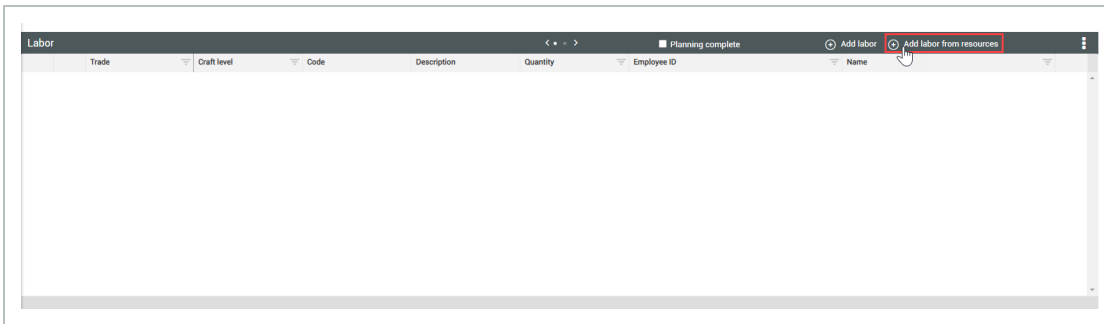 Labor Planning complete Add labor Add labor from resources
Trade Craft level Code Description Quantity Employee ID Name